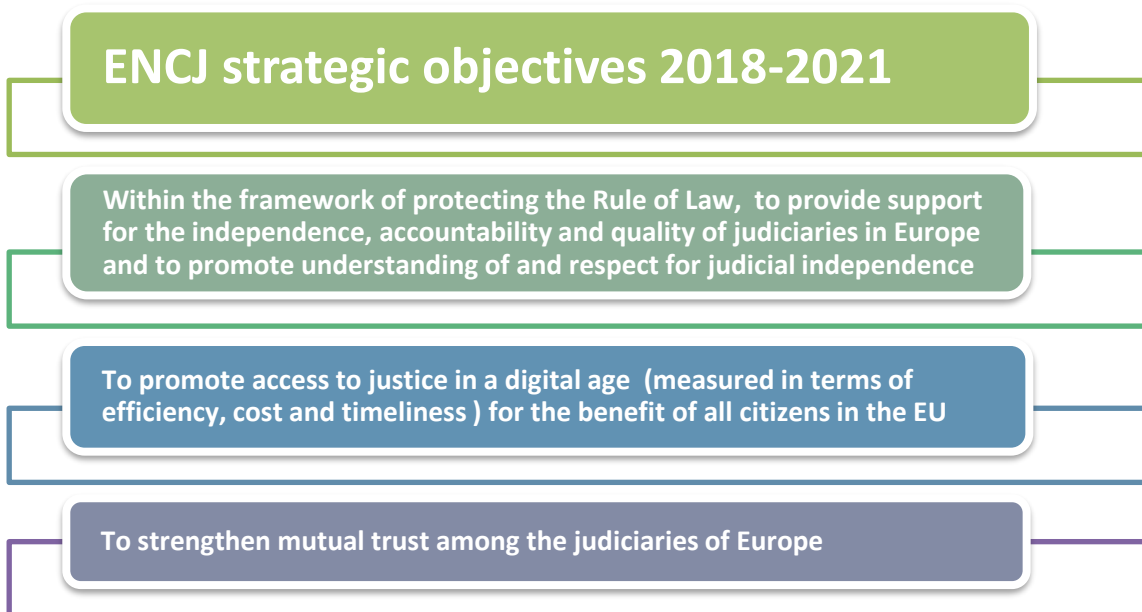 ENCJ strategic objectives 2018-2021
Within the framework of protecting the Rule of Law,  to provide support
for the independence, accountability and quality of judiciaries in Europe
and to promote understanding of and respect for judicial independence
To promote access to justice in a digital age  (measured in terms of
efficiency, cost and timeliness ) for the benefit of all citizens in the EU
To strengthen mutual trust among the judiciaries of Europe